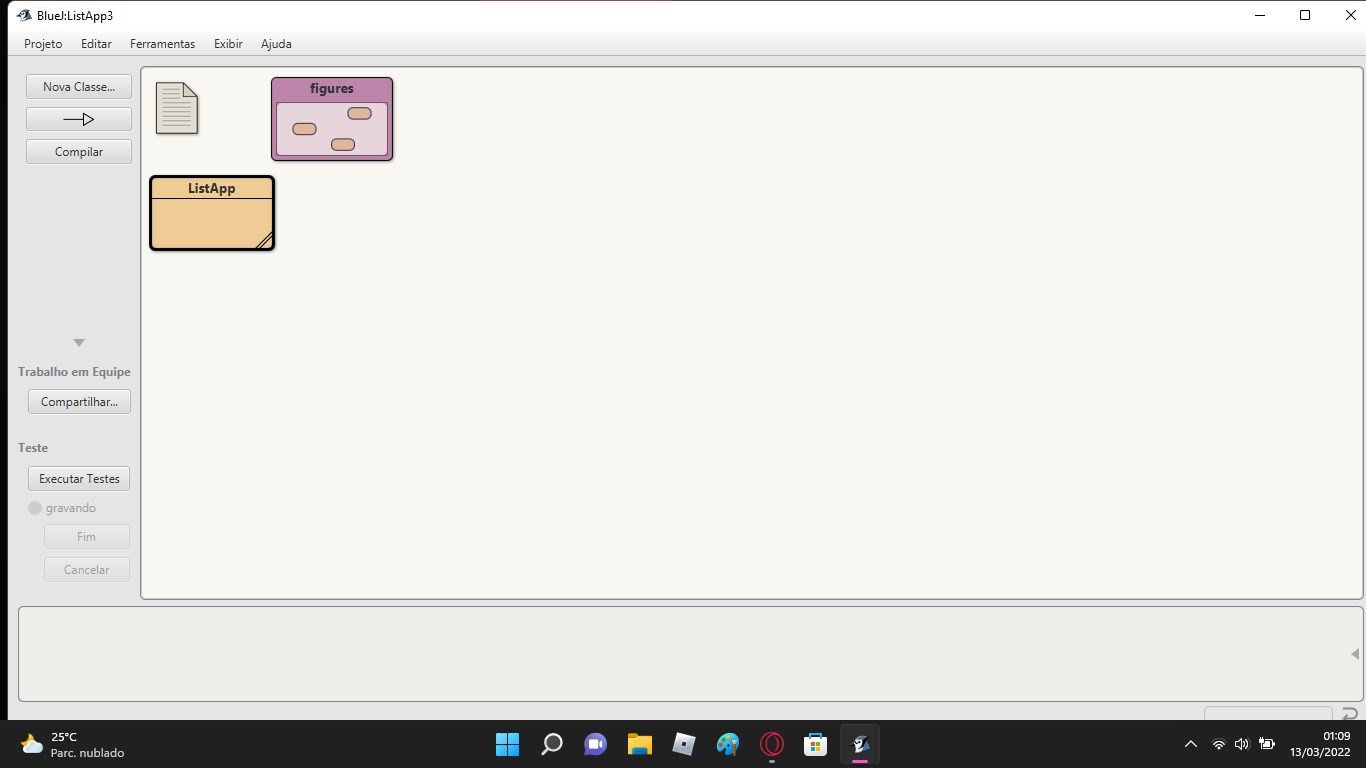 BlueJ:ListApp3
Projeto Editar Ferramentas Exibir Ajuda
Nova Classe...
Compilar
figures
ListApp
Trabalho em Equipe
Compartilhar...
Teste
Executar Testes
gravando
Fim
Cancelar
25°C
Parc. nublado
01:09
13/03/2022